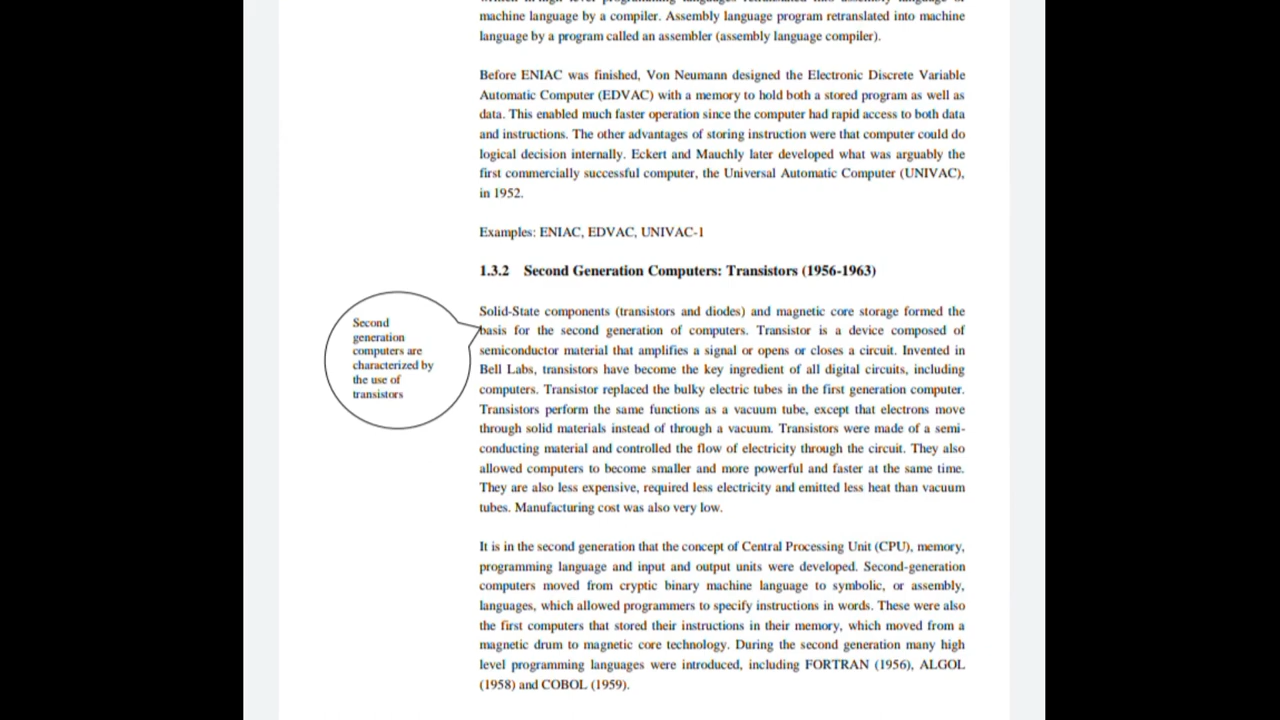 machine language by a compiler. Assembly language program retranslated into machine
language by a program called an assembler (assembly language compiler).
Before ENIAC was finished, Von Neumann designed the Electronic Discrete Variable
Automatic Computer (EDVAC) with a memory to hold both a stored program as well as
data. This enabled much faster operation since the computer had rapid access to both data
and instructions. The other advantages of storing instruction were that computer could do
logical decision internally. Eckert and Mauchly later developed what was arguably the
first commercially successful computer, the Universal Automatic Computer (UNIVAC),
in 1952.
Examples: ENIAC, EDVAC, UNIVAC-1
1.3.2 Second Generation Computers: Transistors (1956-1963)
Second
generation
computers are
characterized by
the use of
transistors
Solid-State components (transistors and diodes) and magnetic core storage formed the
basis for the second generation of computers. Transistor is a device composed of
semiconductor material that amplifies a signal or opens or closes a circuit. Invented in
Bell Labs, transistors have become the key ingredient of all digital circuits, including
computers. Transistor replaced the bulky electric tubes in the first generation computer.
Transistors perform the same functions as a vacuum tube, except that electrons move
through solid materials instead of through a vacuum. Transistors were made of a semi-
conducting material and controlled the flow of electricity through the circuit. They also
allowed computers to become smaller and more powerful and faster at the same time.
They are also less expensive, required less electricity and emitted less heat than vacuum
tubes. Manufacturing cost was also very low.
It is in the second generation that the concept of Central Processing Unit (CPU), memory,
programming language and input and output units were developed. Second-generation
computers moved from cryptic binary machine language to symbolic, or assembly,
languages, which allowed programmers to specify instructions in words. These were also
the first computers that stored their instructions in their memory, which moved from a
magnetic drum to magnetic core technology. During the second generation many high
level programming languages were introduced, including FORTRAN (1956), ALGOL
(1958) and COBOL (1959).